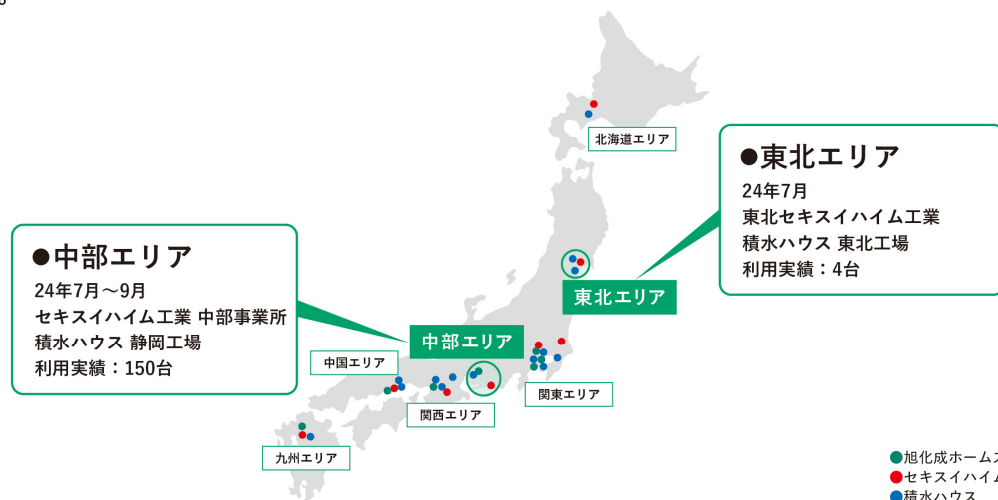 。
北海道エリア
●東北エリア
24年7月
東北セキスイハイム工業
積水ハウス 東北工場
利用実績：4台
●中部エリア
24年7月～9月
セキスイハイム工業 中部事業所
積水ハウス 静岡工場
利用実績：150台
東北エリア
中部エリア
中国エリア
関東エリア
関西エリア
九州エリア
●旭化成ホームズ
●セキスイハイム
●積水ハウス